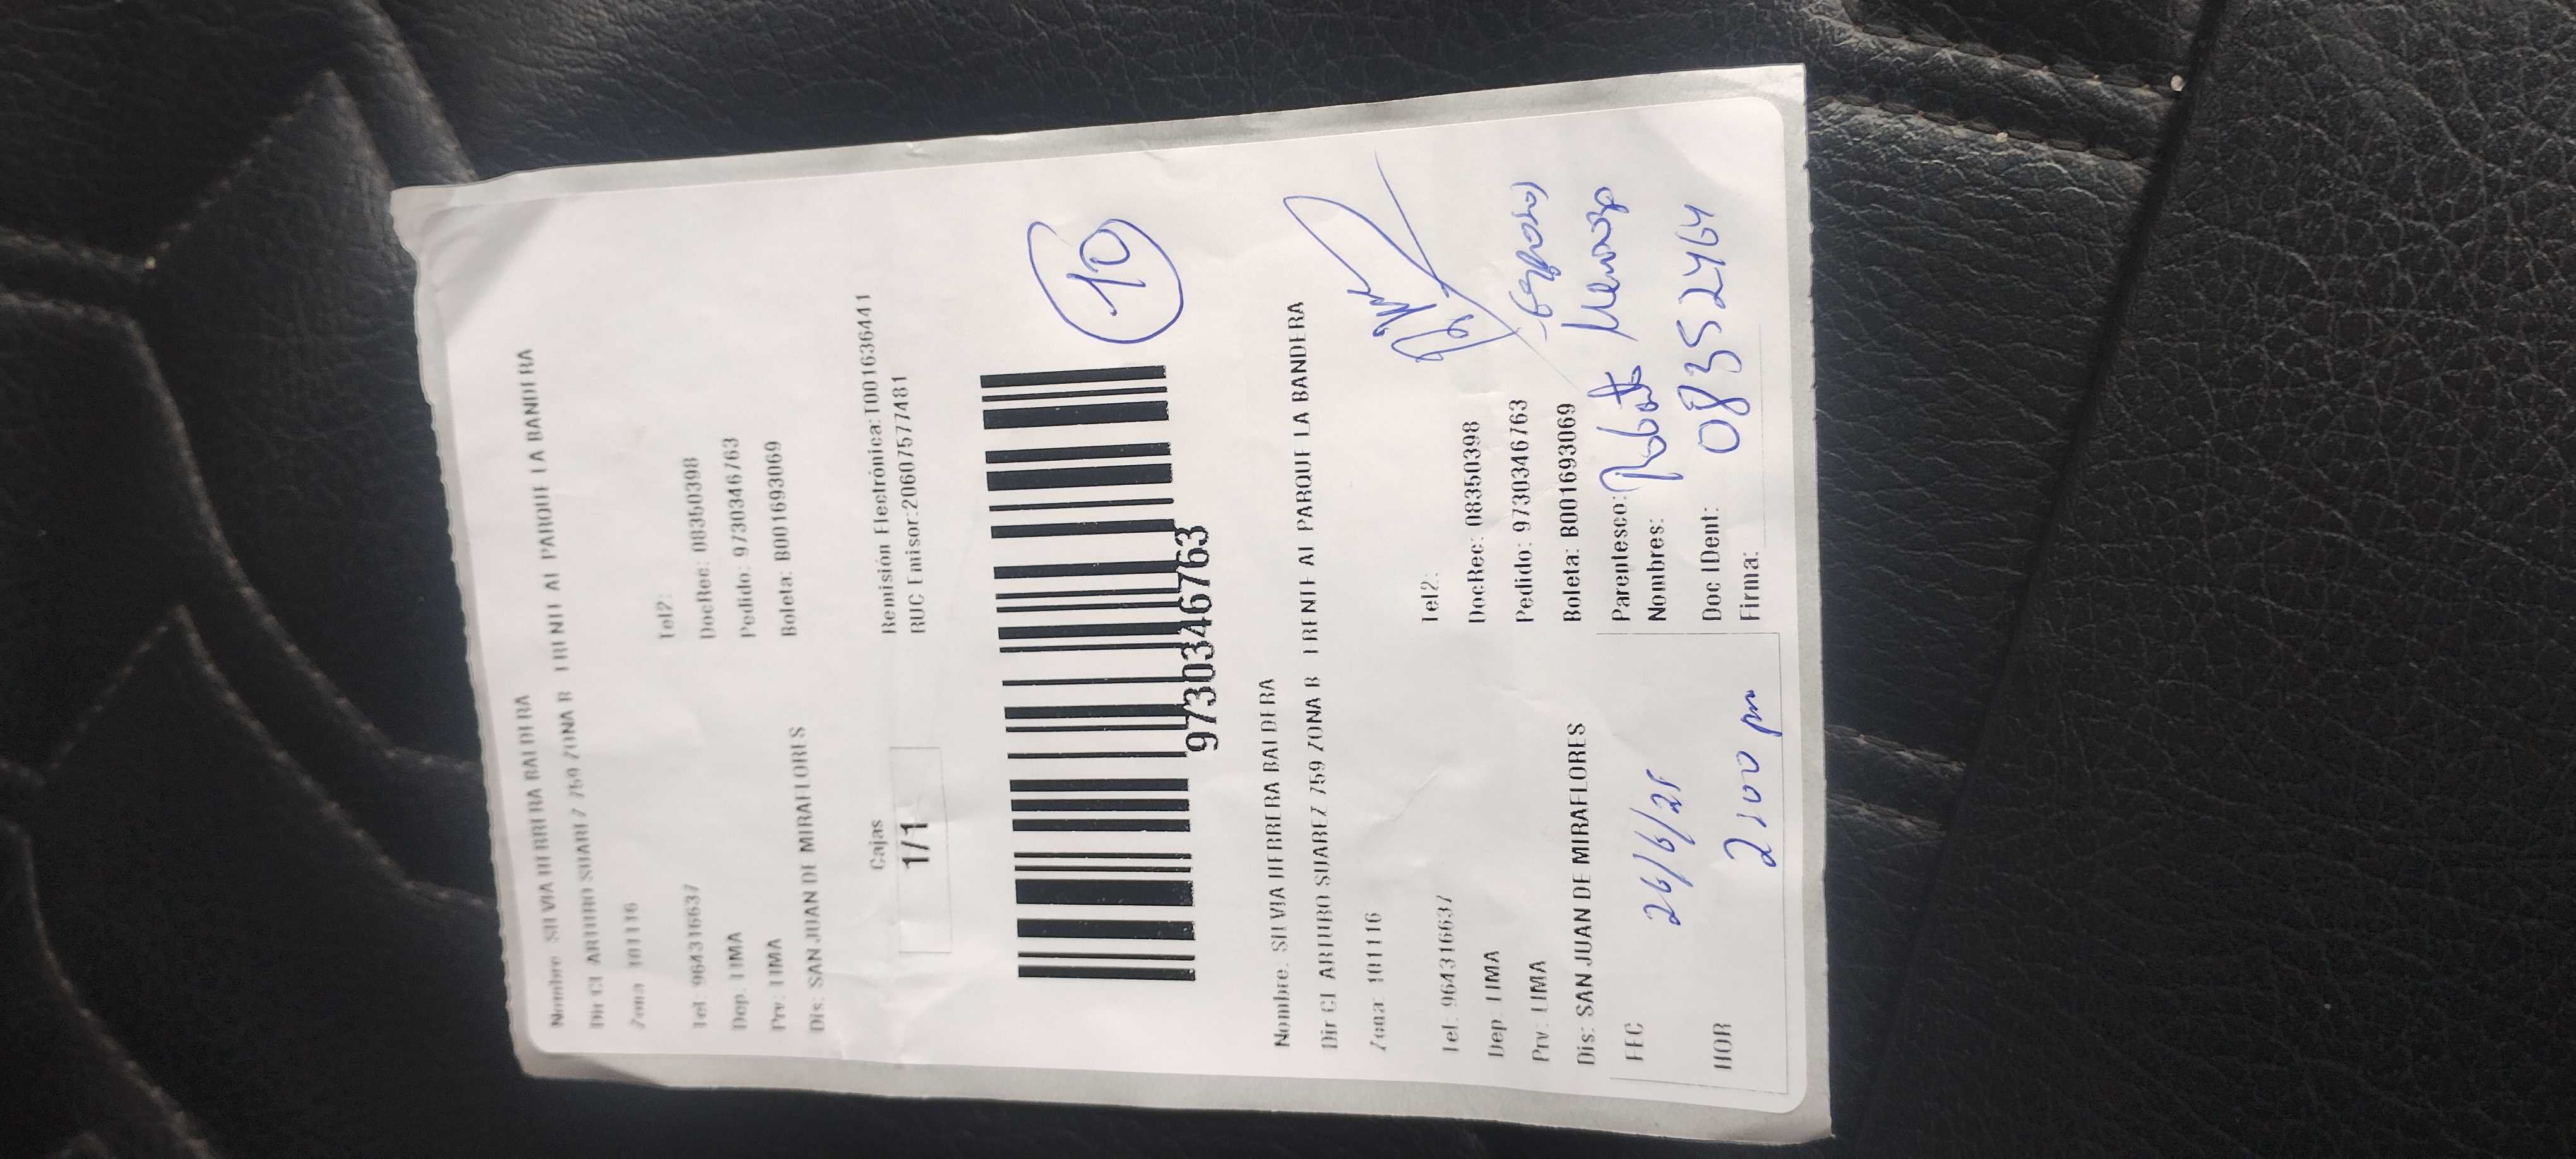 Nombre: SILVIA HERRERA BALDERA
Dir CL ARTURO SUAREZ 759 ZONA B FRENTE AL PARQUE LA BANDERA
Zona: 101116
Tel: 964316637 Tel2:
Dep: LIMA DocRec: 08350398
Prv: LIMA Pedido: 9730346763
Dis: SAN JUAN DE MIRAFLORES Boleta: B001693069
Cajas Remisión Electrónica:T001636441
1/1 RUC Emisor:20607577481
10
9730346763
Nombre: SILVIA HERRERA BALDERA
Dir CL ARTURO SUAREZ 759 ZONA B FRENTE AL PARQUE LA BANDERA
Zona: 101116
Tel: 964316637 Tel2:
Dep: LIMA DocRec: 08350398
Prv: LIMA Pedido: 9730346763
Dis: SAN JUAN DE MIRAFLORES Boleta: B001693069
(esposo)
FEC 26/6/25 Parentesco:
Nombres:
HOR 2:00 pm Doc IDent: 08352464
Firma: